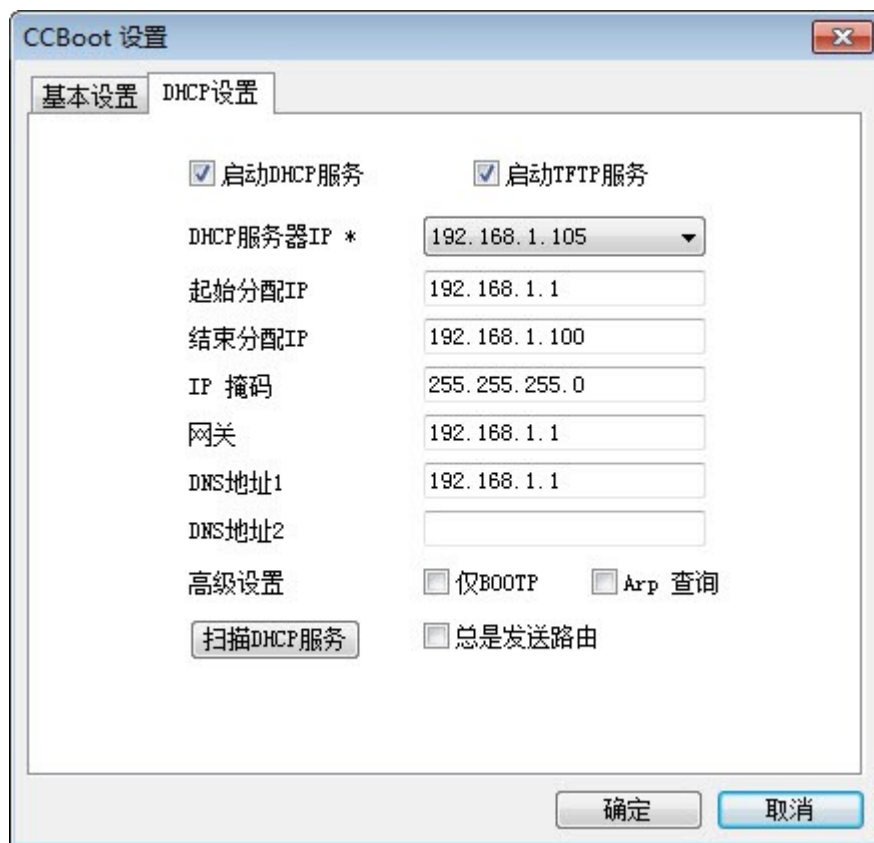 CCBoot 设置
基本设置 DHCP设置
启动DHCP服务 启动TFTP服务
DHCP服务器IP * 192.168.1.105
起始分配IP 192.168.1.1
结束分配IP 192.168.1.100
IP 掩码 255.255.255.0
网关 192.168.1.1
DNS地址1 192.168.1.1
DNS地址2
高级设置 仅BOOTP Arp 查询
扫描DHCP服务 总是发送路由
确定 取消